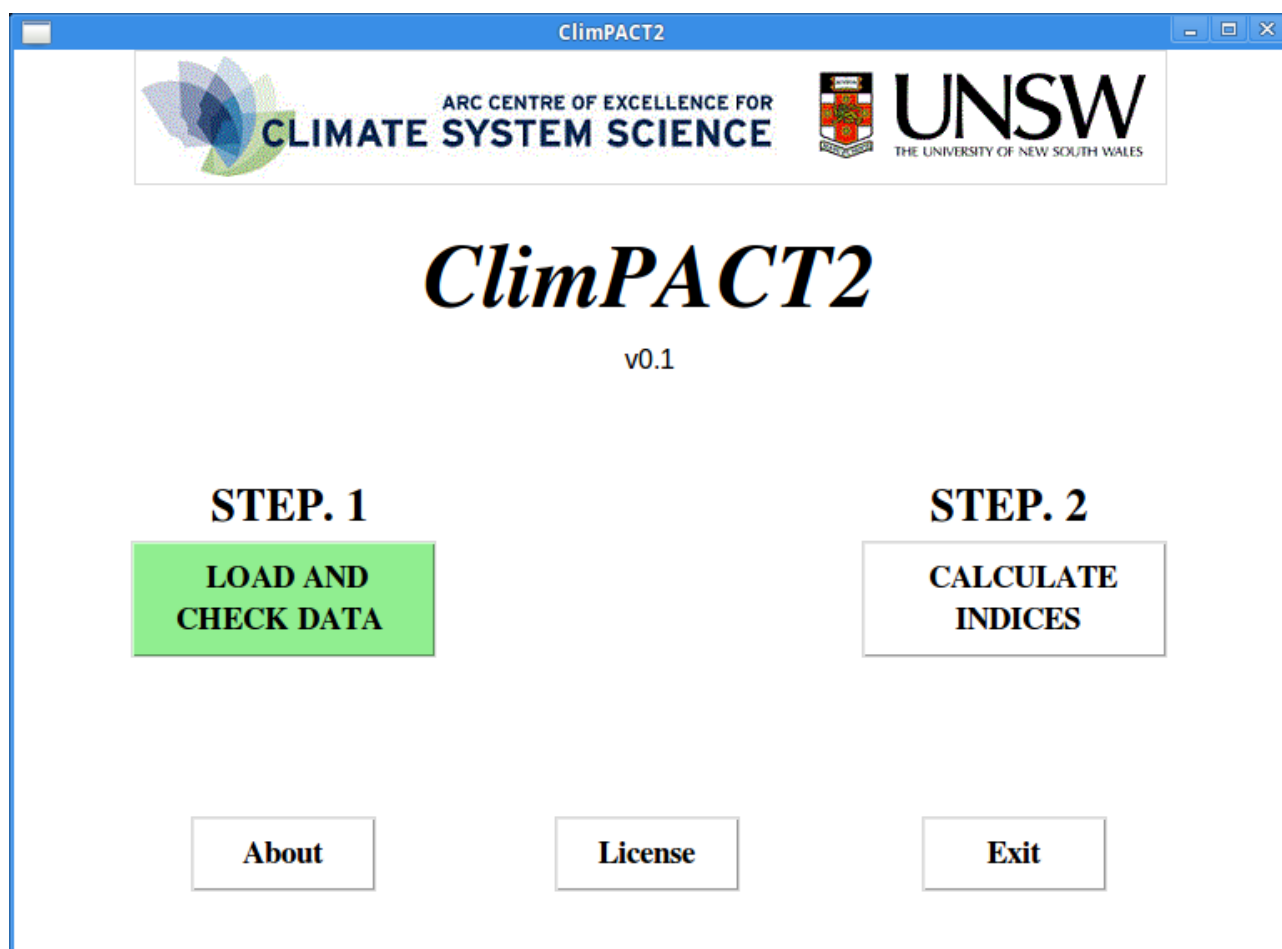 ClimPACT2
ARC CENTRE OF EXCELLENCE FOR
CLIMATE SYSTEM SCIENCE
UNSW
THE UNIVERSITY OF NEW SOUTH WALES
ClimPACT2
v0.1
STEP. 1
LOAD AND
CHECK DATA
STEP. 2
CALCULATE
INDICES
About
License
Exit